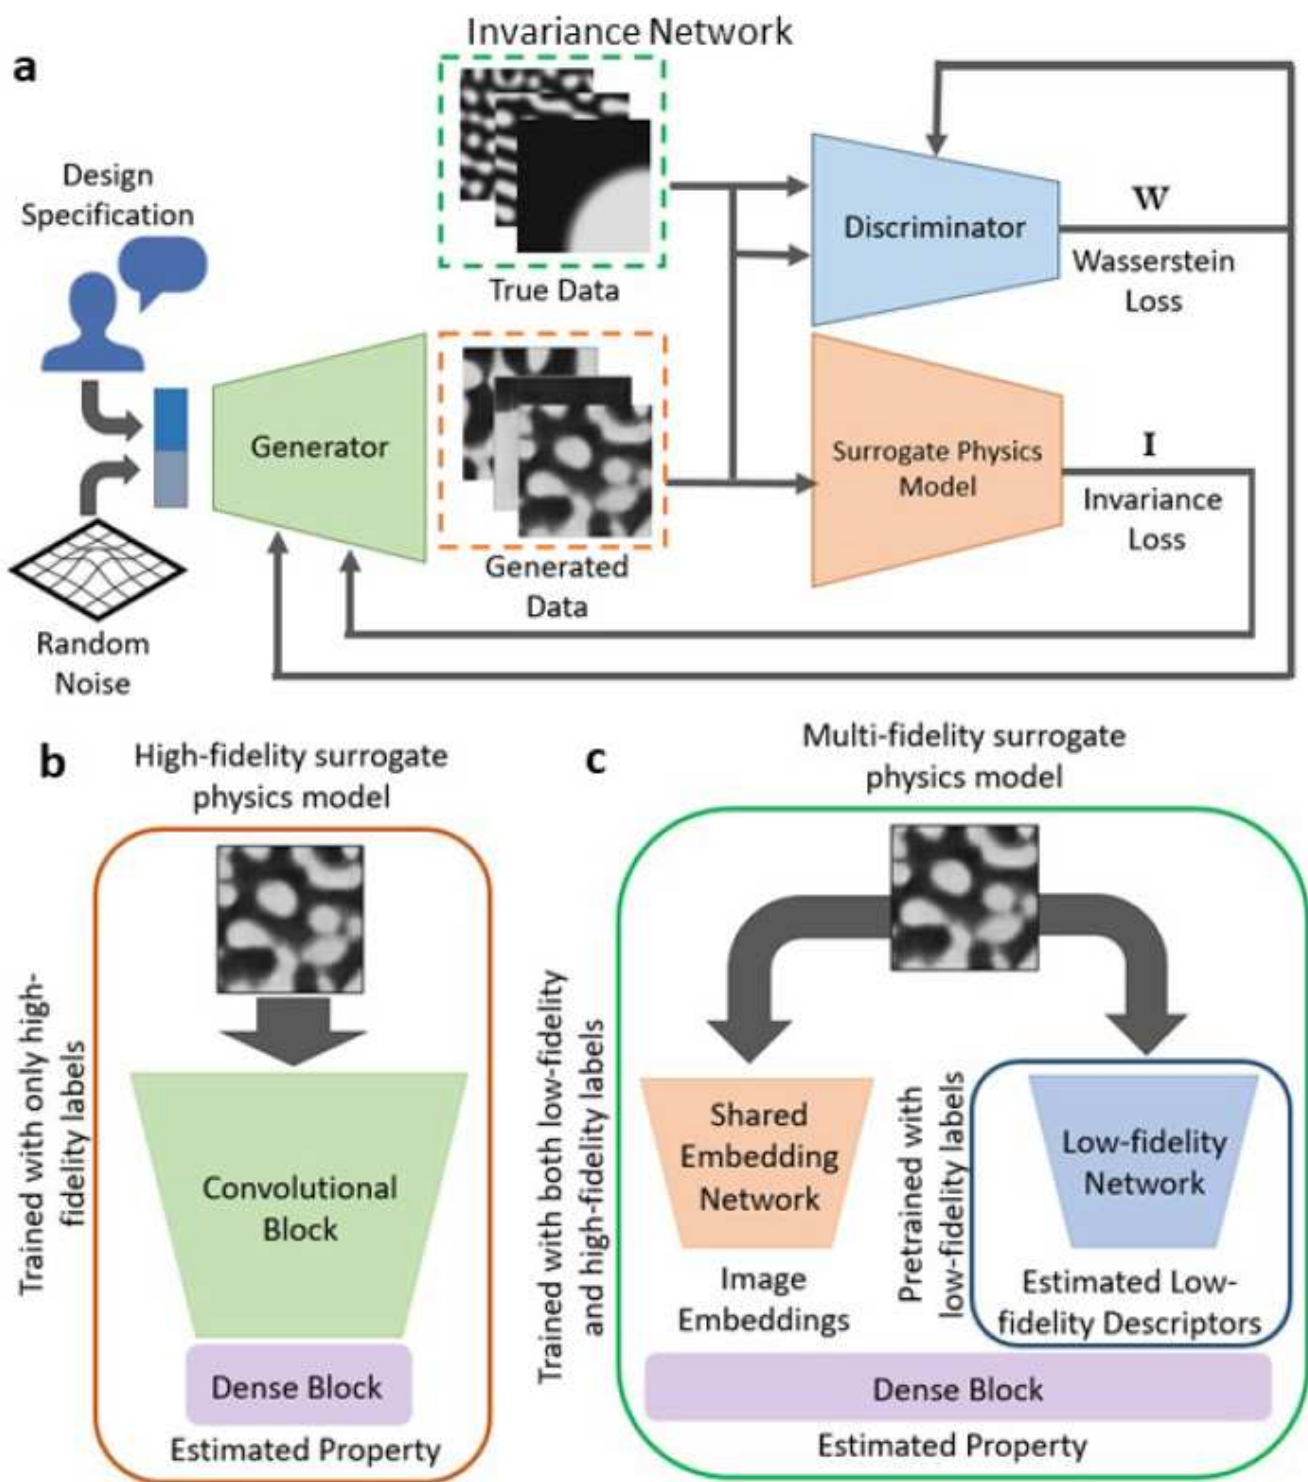 Invariance Network
a
Design
Specification
True Data
Discriminator
W
Wasserstein
Loss
Generator
Surrogate Physics
Model
I
Invariance
Loss
Generated
Data
Random
Noise
b
High-fidelity surrogate
physics model
Trained with only high-
fidelity labels
Convolutional
Block
Dense Block
Estimated Property
c
Multi-fidelity surrogate
physics model
Trained with both low-fidelity
and high-fidelity labels
Shared
Embedding
Network
Image
Embeddings
Pretrained with
low-fidelity labels
Low-fidelity
Network
Estimated Low-
fidelity Descriptors
Dense Block
Estimated Property